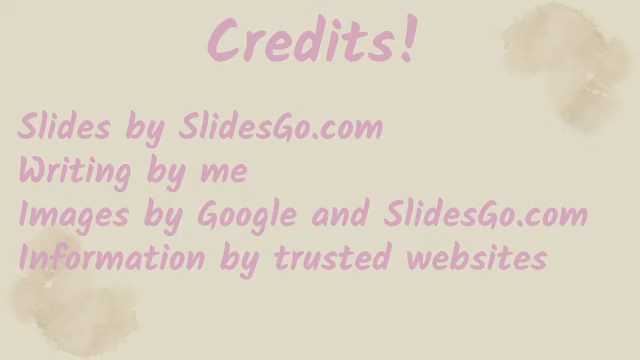 Credits!
Slides by SlidesGo.com
Writing by me
Images by Google and SlidesGo.com
Information by trusted websites